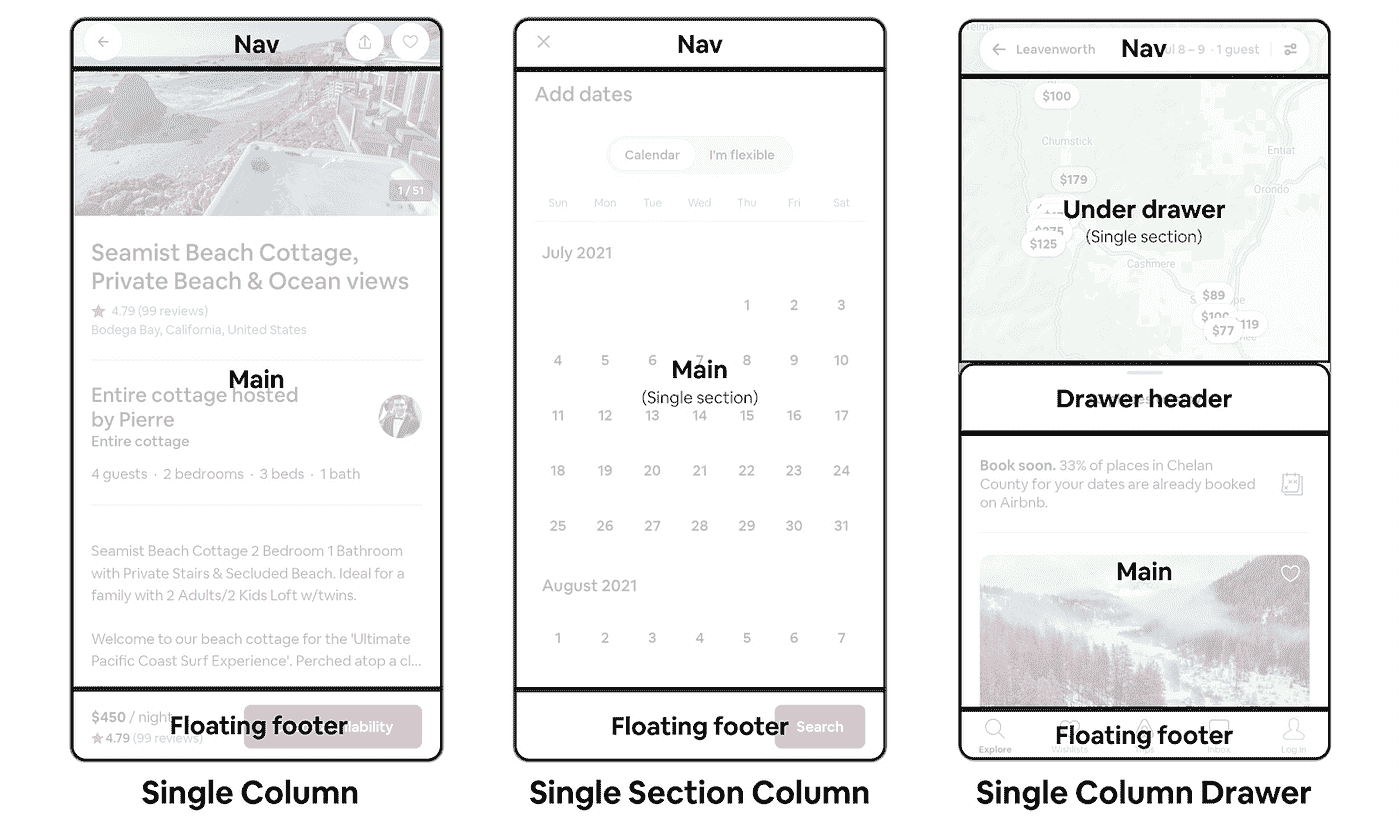 Nav
1 / 51
Seamist Beach Cottage,
Private Beach & Ocean views
4.79 (99 reviews)
Bodega Bay, California, United States
Main
Entire cottage hosted
by Pierre
Entire cottage
4 guests · 2 bedrooms · 3 beds · 1 bath
Seamist Beach Cottage 2 Bedroom 1 Bathroom
with Private Stairs & Secluded Beach. Ideal for a
family with 2 Adults/2 Kids Loft w/twins.
Welcome to our beach cottage for the 'Ultimate
Pacific Coast Surf Experience'. Perched atop a cl...
$450 / night
4.79 (99 reviews)
Floating footer
Single Column
Nav
Add dates
Calendar I'm flexible
Sun Mon Tue Wed Thu Fri Sat
July 2021
1 2 3
4 5 6 7 8 9 10
Main
(Single section)
11 12 13 14 15 16 17
18 19 20 21 22 23 24
25 26 27 28 29 30 31
August 2021
1 2 3 4 5 6 7
Floating footer
Search
Single Section Column
Leavenworth
Nav
8 – 9 · 1 guest
$100
Chumstick
Entiat
$179
Orondo
Under drawer
(Single section)
$125
Cashmere
$89
$77
Drawer header
Book soon. 33% of places in Chelan
County for your dates are already booked
on Airbnb.
Main
Floating footer
Explore
Log in
Single Column Drawer